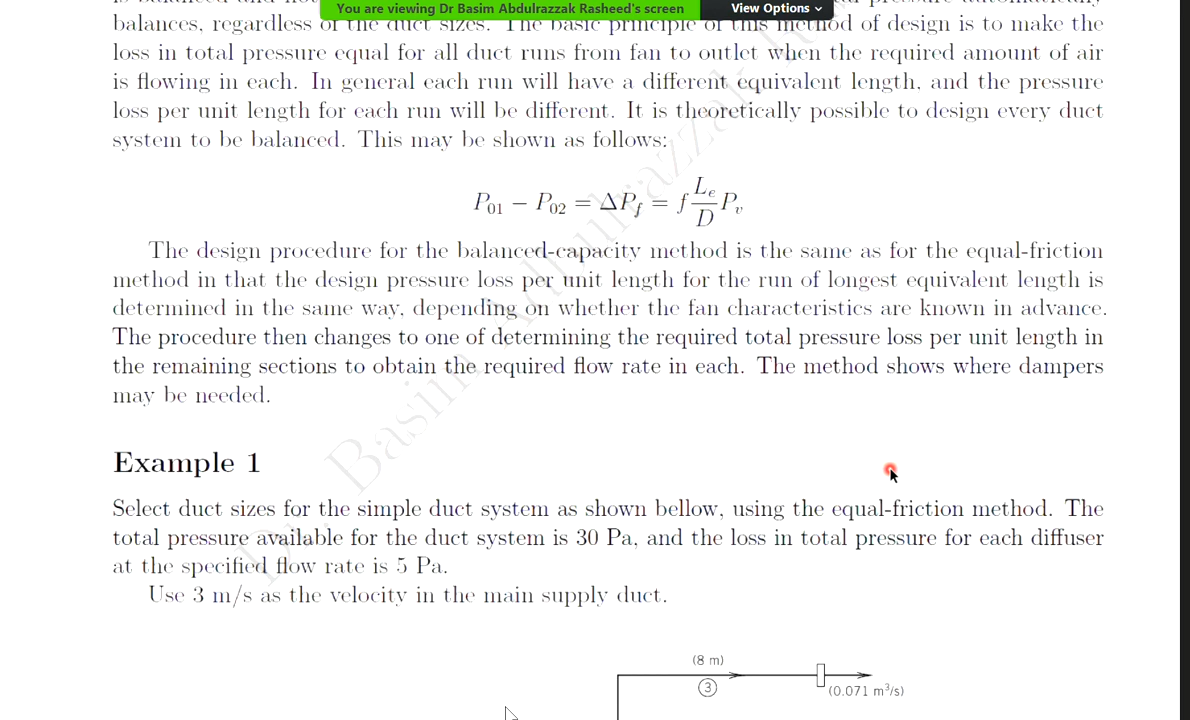 You are viewing Dr Basim Abdulrazzak Rasheed's screen
View Options
balances, regardless of the duct sizes. The basic principle of this method of design is to make the
loss in total pressure equal for all duct runs from fan to outlet when the required amount of air
is flowing in each. In general each run will have a different equivalent length, and the pressure
loss per unit length for each run will be different. It is theoretically possible to design every duct
system to be balanced. This may be shown as follows:
P₀₁ − P₀₂ = ΔP_f = f L_e/D P_v
The design procedure for the balanced-capacity method is the same as for the equal-friction
method in that the design pressure loss per unit length for the run of longest equivalent length is
determined in the same way, depending on whether the fan characteristics are known in advance.
The procedure then changes to one of determining the required total pressure loss per unit length in
the remaining sections to obtain the required flow rate in each. The method shows where dampers
may be needed.
Example 1
Select duct sizes for the simple duct system as shown bellow, using the equal-friction method. The
total pressure available for the duct system is 30 Pa, and the loss in total pressure for each diffuser
at the specified flow rate is 5 Pa.
Use 3 m/s as the velocity in the main supply duct.
(8 m)
3
(0.071 m³/s)